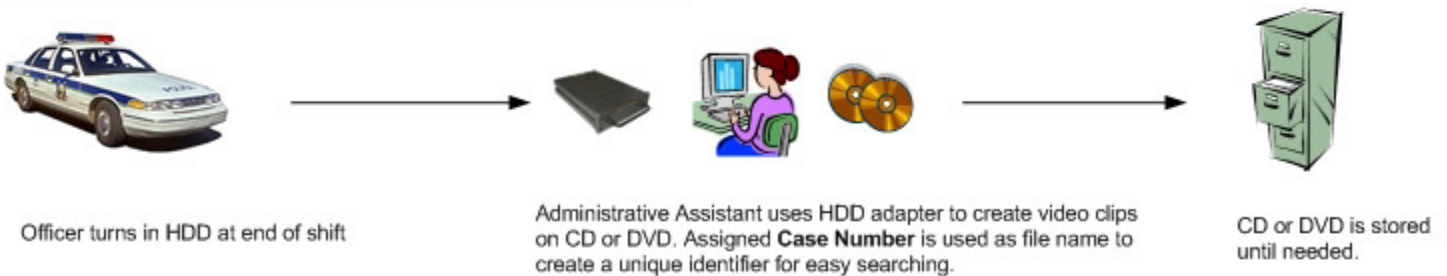 Officer turns in HDD at end of shift
Administrative Assistant uses HDD adapter to create video clips
on CD or DVD. Assigned Case Number is used as file name to
create a unique identifier for easy searching.
CD or DVD is stored
until needed.